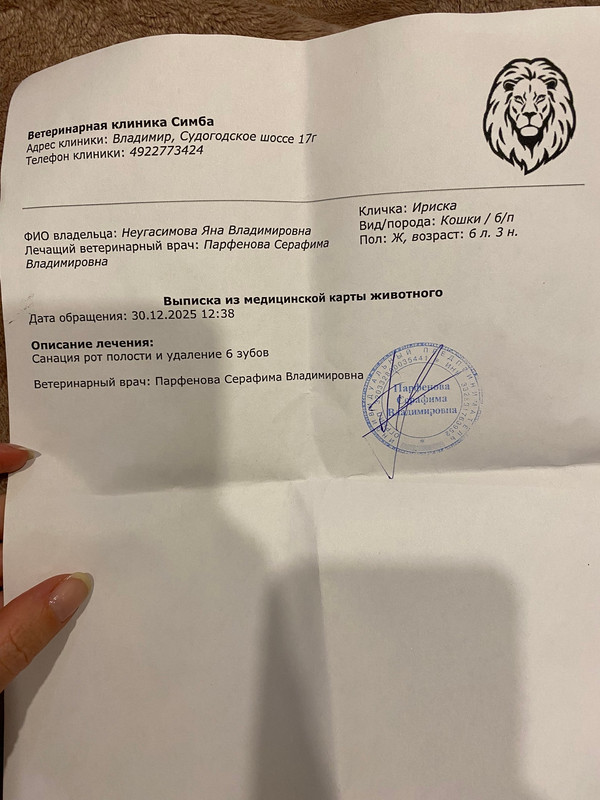 Ветеринарная клиника Симба
Адрес клиники: Владимир, Судогодское шоссе 17г
Телефон клиники: 4922773424
ФИО владельца: Неугасимова Яна Владимировна
Лечащий ветеринарный врач: Парфенова Серафима
Владимировна
Кличка: Ириска
Вид/порода: Кошки / б/п
Пол: Ж, возраст: 6 л. 3 н.
Выписка из медицинской карты животного
Дата обращения: 30.12.2025 12:38
Описание лечения:
Санация рот полости и удаление 6 зубов
Ветеринарный врач: Парфенова Серафима Владимировна
Парфенова
Серафима
Владимировна